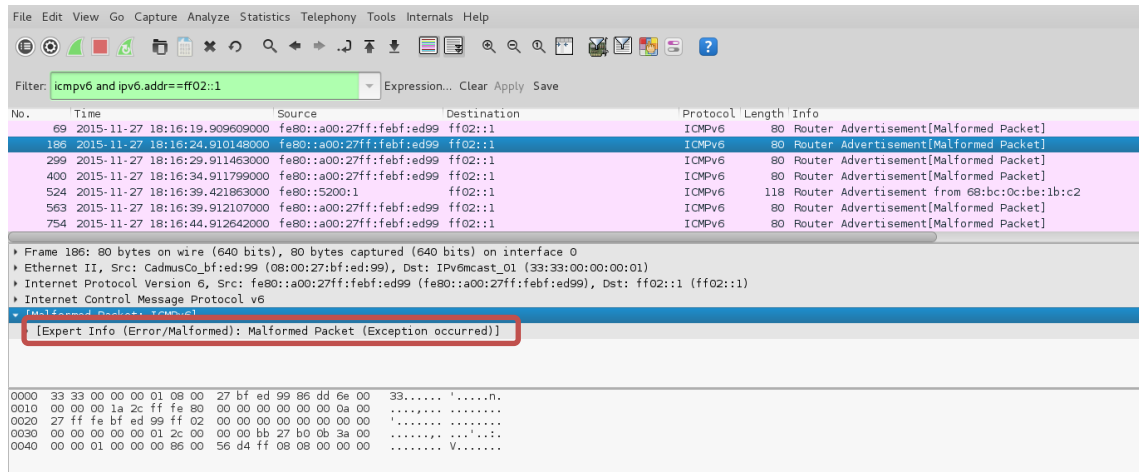 File Edit View Go Capture Analyze Statistics Telephony Tools Internals Help
Filter: icmpv6 and ipv6.addr==ff02::1 Expression... Clear Apply Save
No. Time Source Destination Protocol Length Info
69 2015-11-27 18:16:19.909609000 fe80::a00:27ff:febf:ed99 ff02::1 ICMPv6 80 Router Advertisement[Malformed Packet]
186 2015-11-27 18:16:24.910148000 fe80::a00:27ff:febf:ed99 ff02::1 ICMPv6 80 Router Advertisement[Malformed Packet]
299 2015-11-27 18:16:29.911463000 fe80::a00:27ff:febf:ed99 ff02::1 ICMPv6 80 Router Advertisement[Malformed Packet]
400 2015-11-27 18:16:34.911799000 fe80::a00:27ff:febf:ed99 ff02::1 ICMPv6 80 Router Advertisement[Malformed Packet]
524 2015-11-27 18:16:39.421863000 fe80::5200:1 ff02::1 ICMPv6 118 Router Advertisement from 68:bc:0c:be:1b:c2
563 2015-11-27 18:16:39.912107000 fe80::a00:27ff:febf:ed99 ff02::1 ICMPv6 80 Router Advertisement[Malformed Packet]
754 2015-11-27 18:16:44.912642000 fe80::a00:27ff:febf:ed99 ff02::1 ICMPv6 80 Router Advertisement[Malformed Packet]
Frame 186: 80 bytes on wire (640 bits), 80 bytes captured (640 bits) on interface 0
Ethernet II, Src: CadmusCo_bf:ed:99 (08:00:27:bf:ed:99), Dst: IPv6mcast_01 (33:33:00:00:00:01)
Internet Protocol Version 6, Src: fe80::a00:27ff:febf:ed99 (fe80::a00:27ff:febf:ed99), Dst: ff02::1 (ff02::1)
Internet Control Message Protocol v6
[Malformed Packet: ICMPv6]
[Expert Info (Error/Malformed): Malformed Packet (Exception occurred)]
0000 33 33 00 00 00 01 08 00 27 bf ed 99 86 dd 6e 00 33...... '.....n.
0010 00 00 00 1a 2c ff fe 80 00 00 00 00 00 00 0a 00 ....,... ........
0020 27 ff fe bf ed 99 ff 02 00 00 00 00 00 00 00 00 '....... ........
0030 00 00 00 00 00 01 2c 00 00 00 bb 27 b0 0b 3a 00 ......,. ...'..:.
0040 00 00 01 00 00 00 86 00 56 d4 ff 08 08 00 00 00 ........ V.......